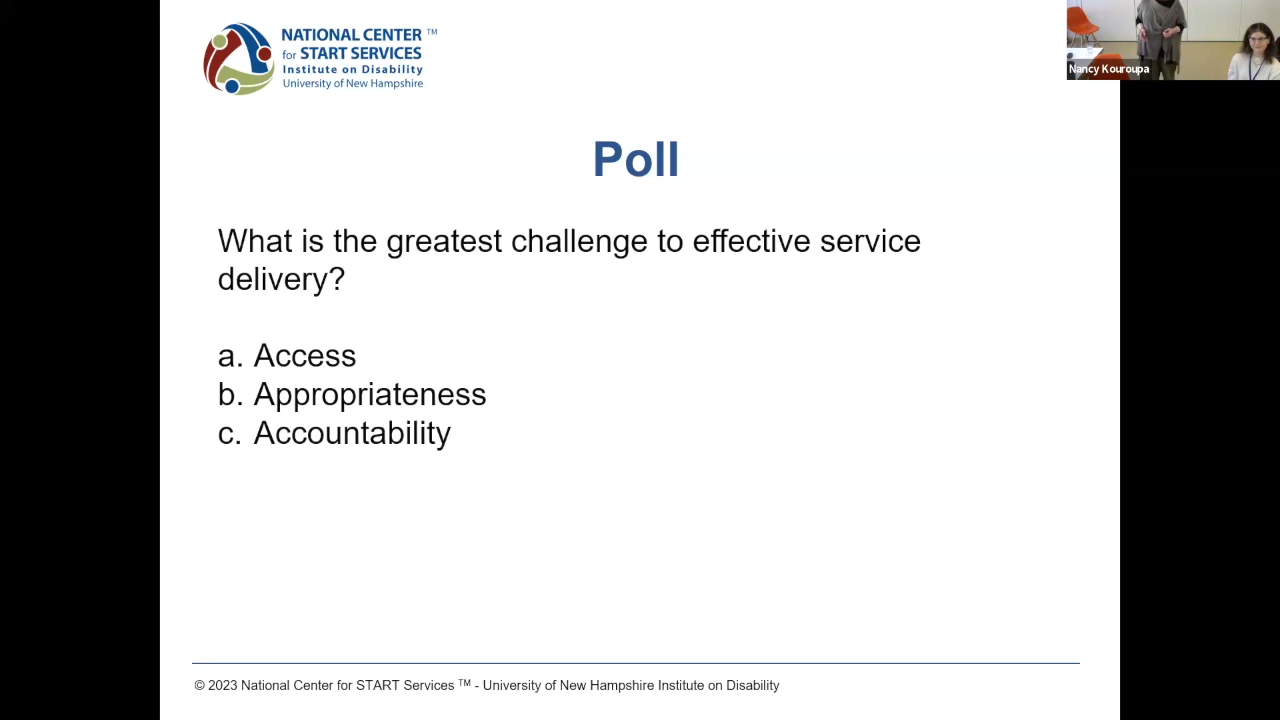 NATIONAL CENTER TM
for START SERVICES
Institute on Disability
University of New Hampshire
Nancy Kouroupa
Poll
What is the greatest challenge to effective service
delivery?
a. Access
b. Appropriateness
c. Accountability
© 2023 National Center for START Services TM - University of New Hampshire Institute on Disability